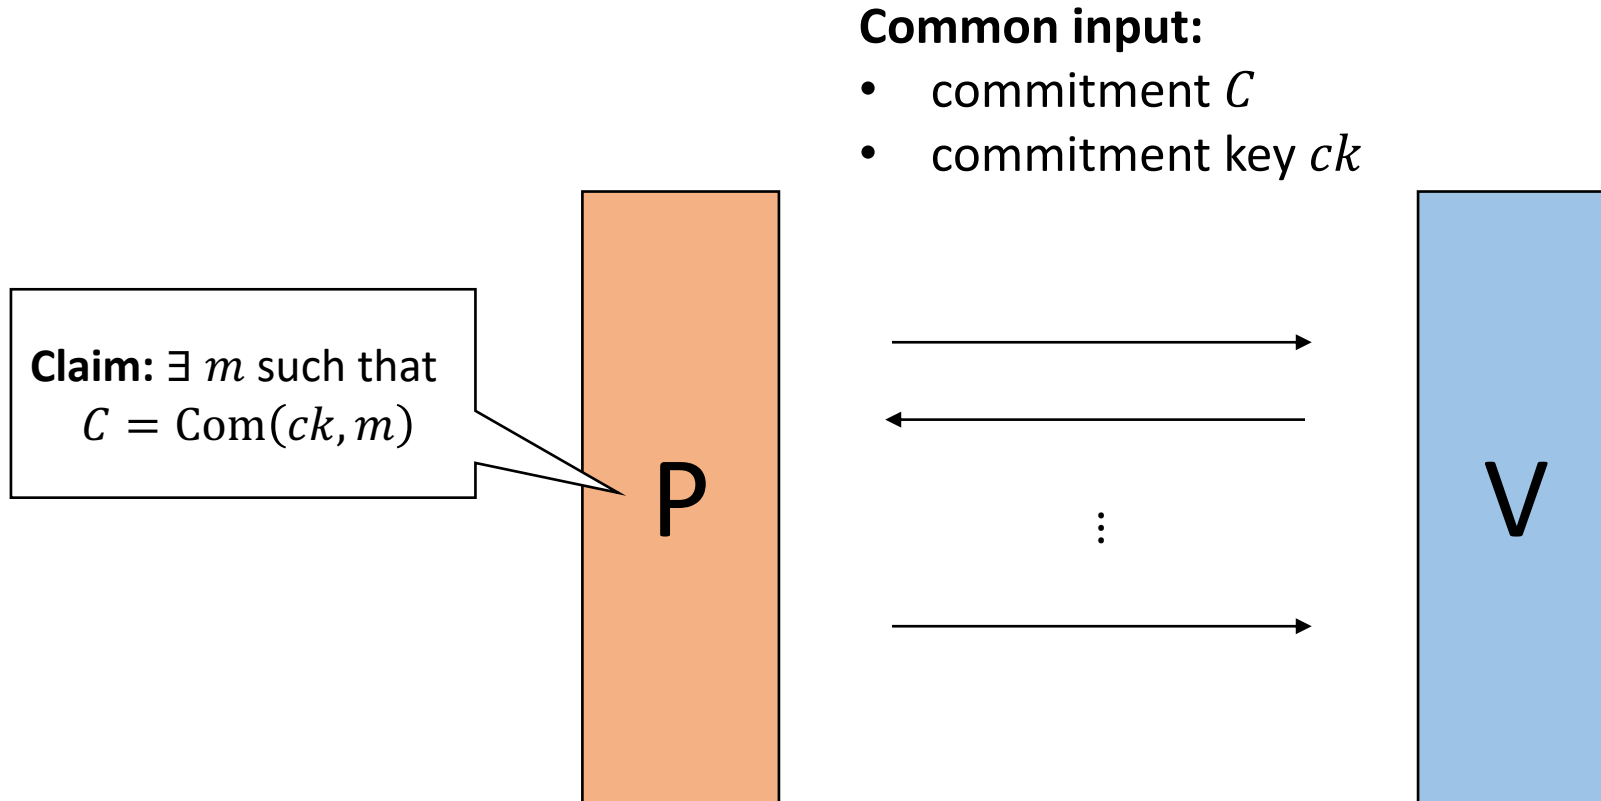 Common input:
• commitment C
• commitment key ck
Claim: ∃ m such that
C = Com(ck, m)
P
⋮
V